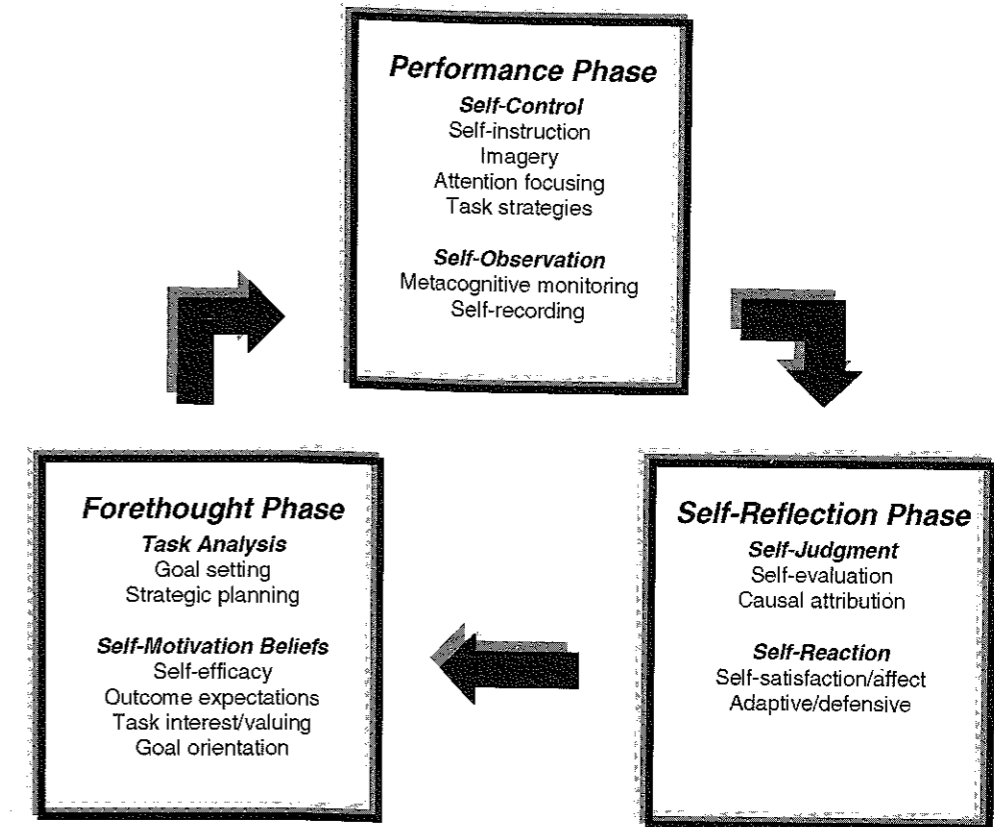 Performance Phase
Self-Control
Self-instruction
Imagery
Attention focusing
Task strategies
Self-Observation
Metacognitive monitoring
Self-recording
Forethought Phase
Task Analysis
Goal setting
Strategic planning
Self-Motivation Beliefs
Self-efficacy
Outcome expectations
Task interest/valuing
Goal orientation
Self-Reflection Phase
Self-Judgment
Self-evaluation
Causal attribution
Self-Reaction
Self-satisfaction/affect
Adaptive/defensive